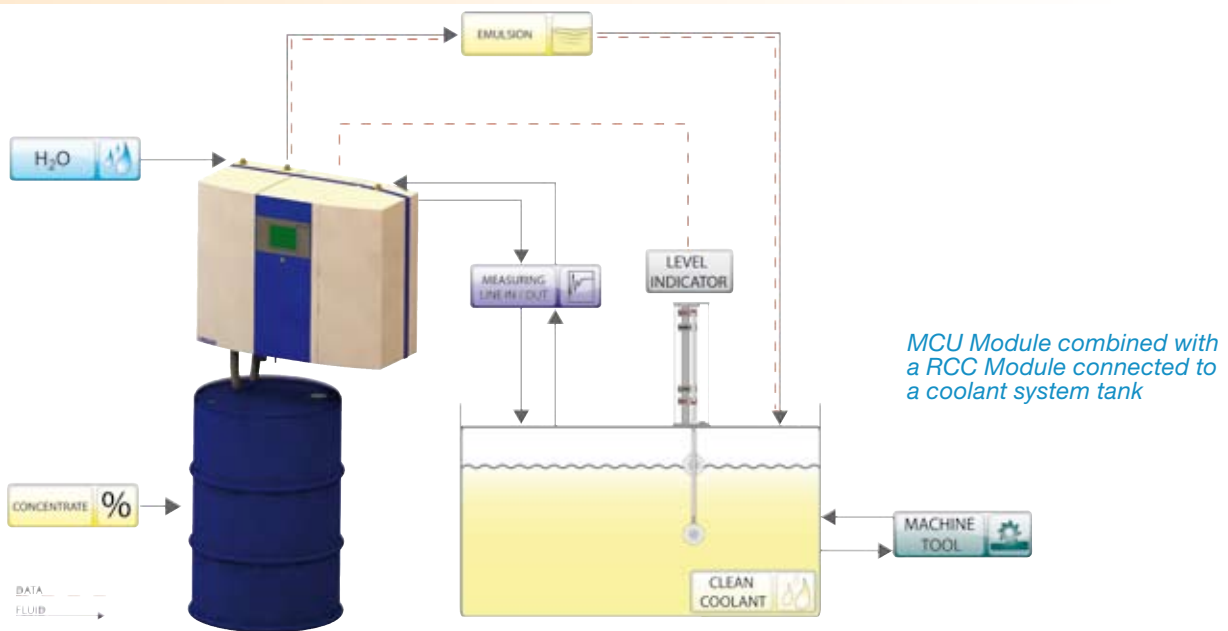 EMULSION
H₂O
LEVEL
INDICATOR
MEASURING
LINE IN / OUT
MCU Module combined with
a RCC Module connected to
a coolant system tank
CONCENTRATE %
MACHINE
TOOL
CLEAN
COOLANT
DATA
FLUID